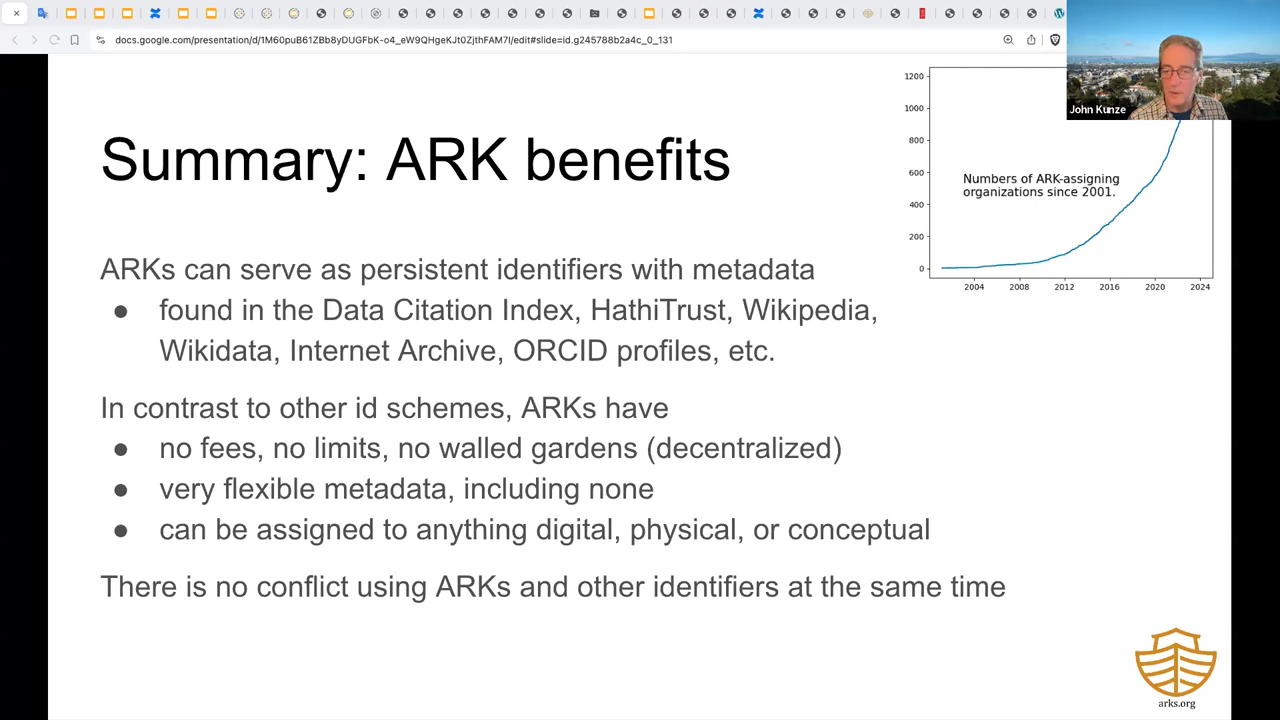 docs.google.com/presentation/d/1M60puB61ZBb8yDUGFbK-o4_eW9QHgeKJt0ZjthFAM7I/edit#slide=id.g245788b2a4c_0_131
John Kunze
Summary: ARK benefits
1200
1000
800
600
400
200
0
Numbers of ARK-assigning
organizations since 2001.
2004 2008 2012 2016 2020 2024
ARKs can serve as persistent identifiers with metadata
● found in the Data Citation Index, HathiTrust, Wikipedia,
Wikidata, Internet Archive, ORCID profiles, etc.
In contrast to other id schemes, ARKs have
● no fees, no limits, no walled gardens (decentralized)
● very flexible metadata, including none
● can be assigned to anything digital, physical, or conceptual
There is no conflict using ARKs and other identifiers at the same time
arks.org